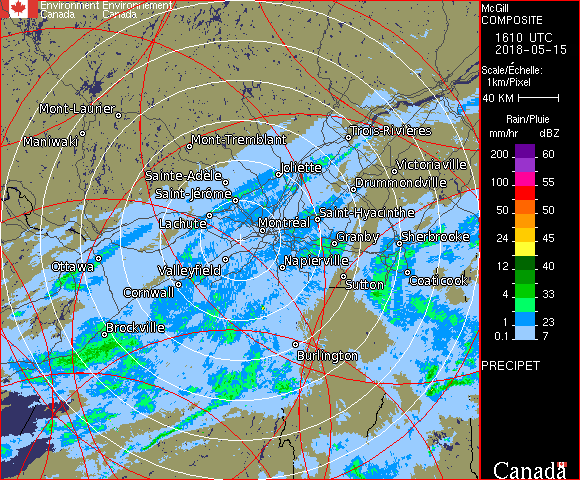 Environment Environnement
Canada Canada
Mont-Laurier
Maniwaki
Mont-Tremblant
Trois-Rivières
Sainte-Adèle
Joliette
Victoriaville
Saint-Jérôme
Drummondville
Lachute
Montréal
Saint-Hyacinthe
Granby
Sherbrooke
Ottawa
Valleyfield
Napierville
Cornwall
Sutton
Coaticook
Brockville
Burlington
McGill
COMPOSITE
1610 UTC
2018-05-15
Scale/Échelle:
1km/Pixel
40 KM
Rain/Pluie
mm/hr dBZ
200 60
100 55
50 50
24 45
12 40
4 33
1 23
0.1 7
PRECIPET
Canada